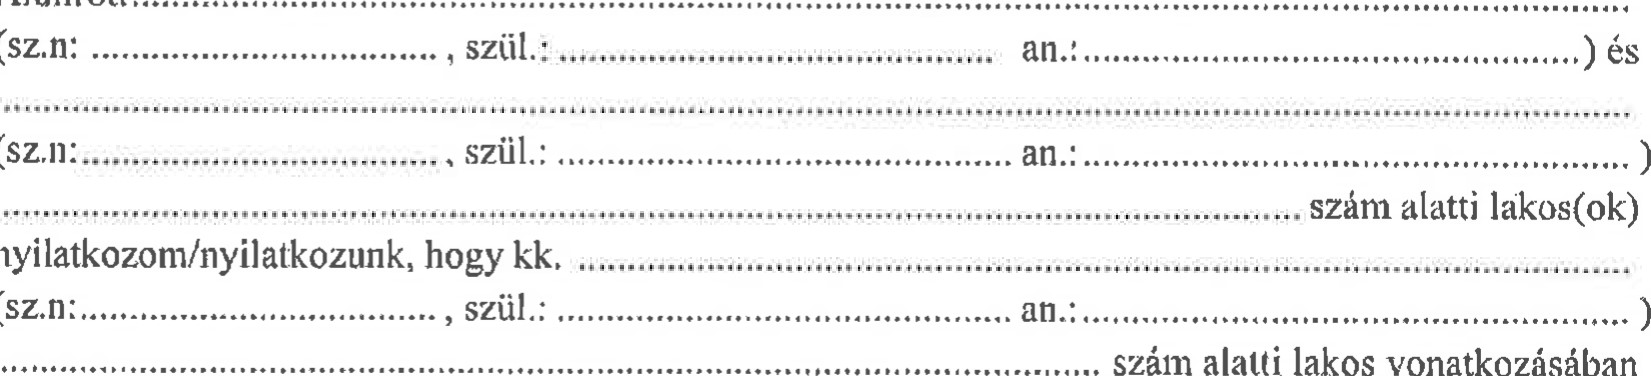 (sz.n: ................................... , szül.: ............................................ an.: ..................................................) és
..................................................................................................................................................................
(sz.n: ................................... , szül.: .............................................. an.: ....................................................... )
.................................................................................................................................... szám alatti lakos(ok)
nyilatkozom/nyilatkozunk, hogy kk. ..........................................................................................................
(sz.n: ................................... , szül.: .............................................. an.: ....................................................... )
.............................................................................................................. szám alatti lakos vonatkozásában